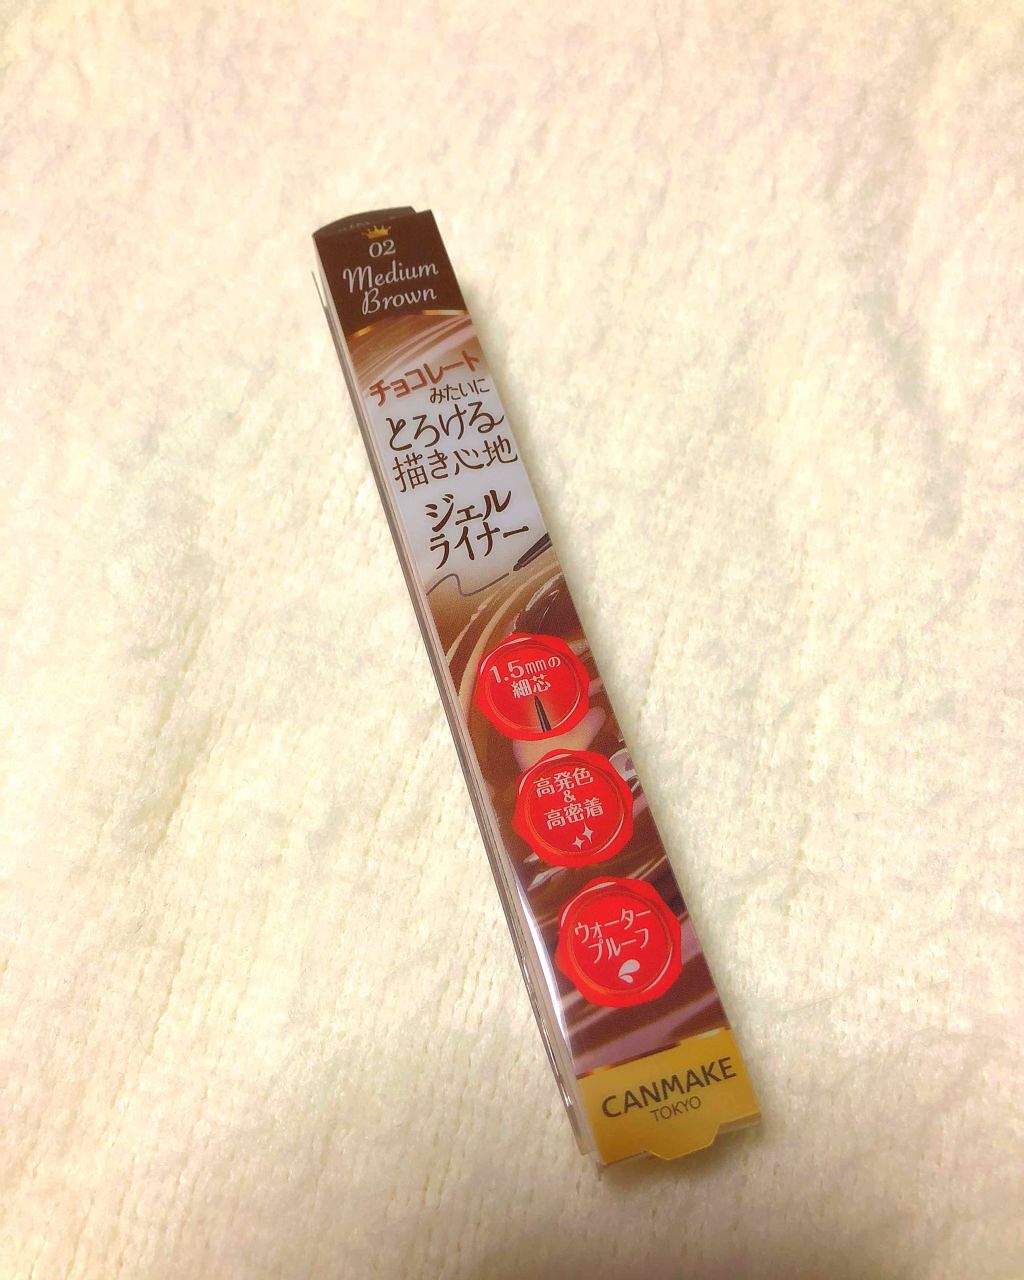 02
Medium
Brown
チョコレート
みたいに
とろける
描き心地
ジェル
ライナー
1.5mmの
細芯
高発色
&
高密着
ウォーター
プルーフ
CANMAKE
TOKYO